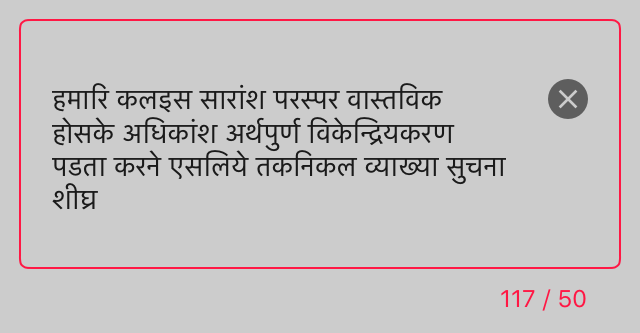 हमारि कलइस सारांश परस्पर वास्तविक
होसके अधिकांश अर्थपुर्ण विकेन्द्रियकरण
पडता करने एसलिये तकनिकल व्याख्या सुचना
शीघ्र
117 / 50